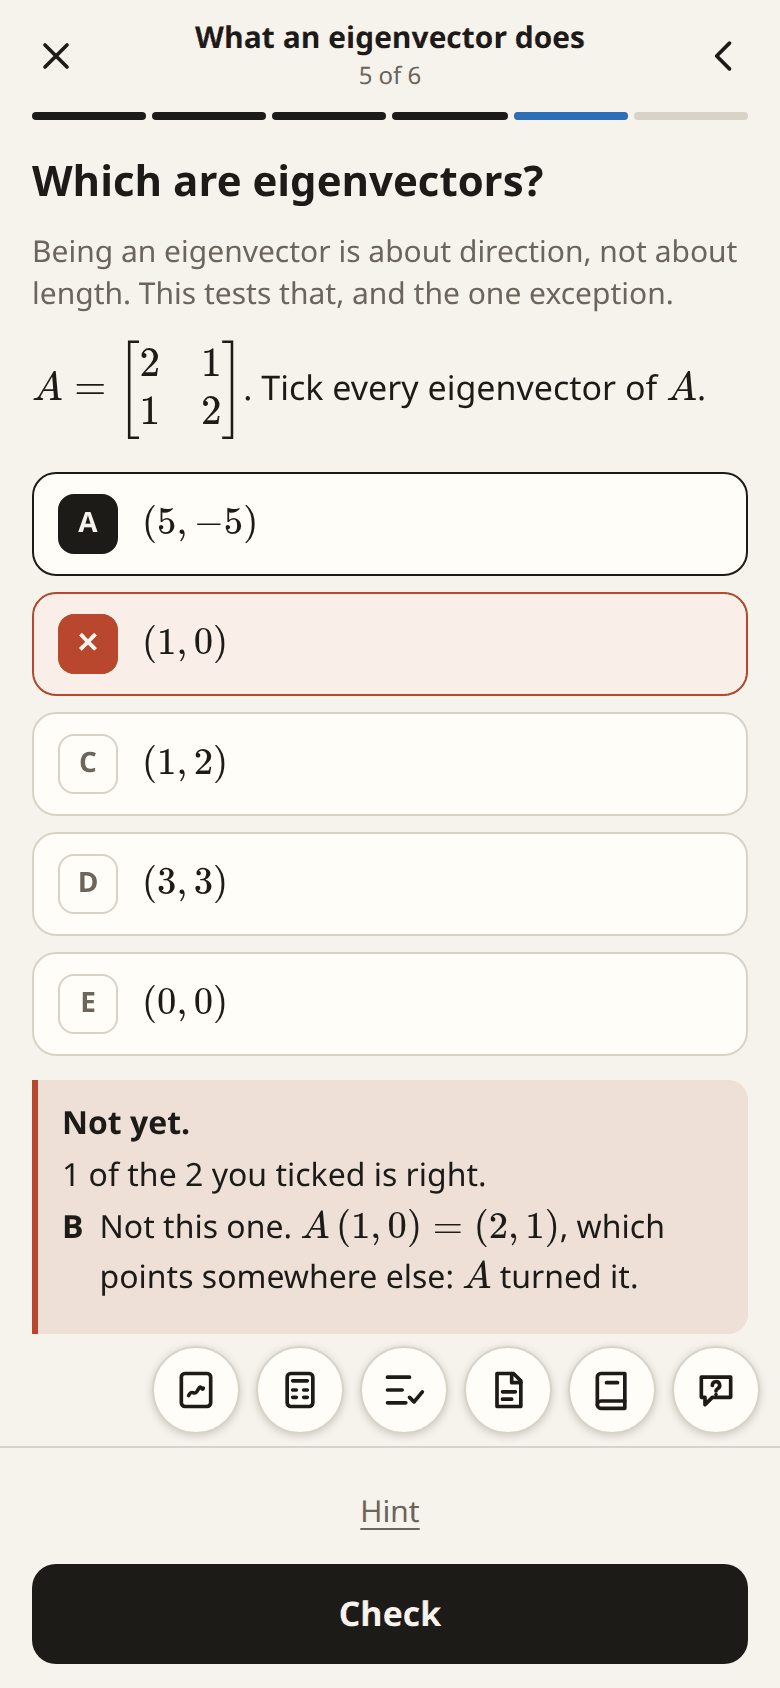 What an eigenvector does
5 of 6
Which are eigenvectors?
Being an eigenvector is about direction, not about
length. This tests that, and the one exception.
A = [2 1
1 2]. Tick every eigenvector of A.
A (5, −5)
× (1, 0)
C (1, 2)
D (3, 3)
E (0, 0)
Not yet.
1 of the 2 you ticked is right.
B Not this one. A (1, 0) = (2, 1), which
points somewhere else: A turned it.
Hint
Check